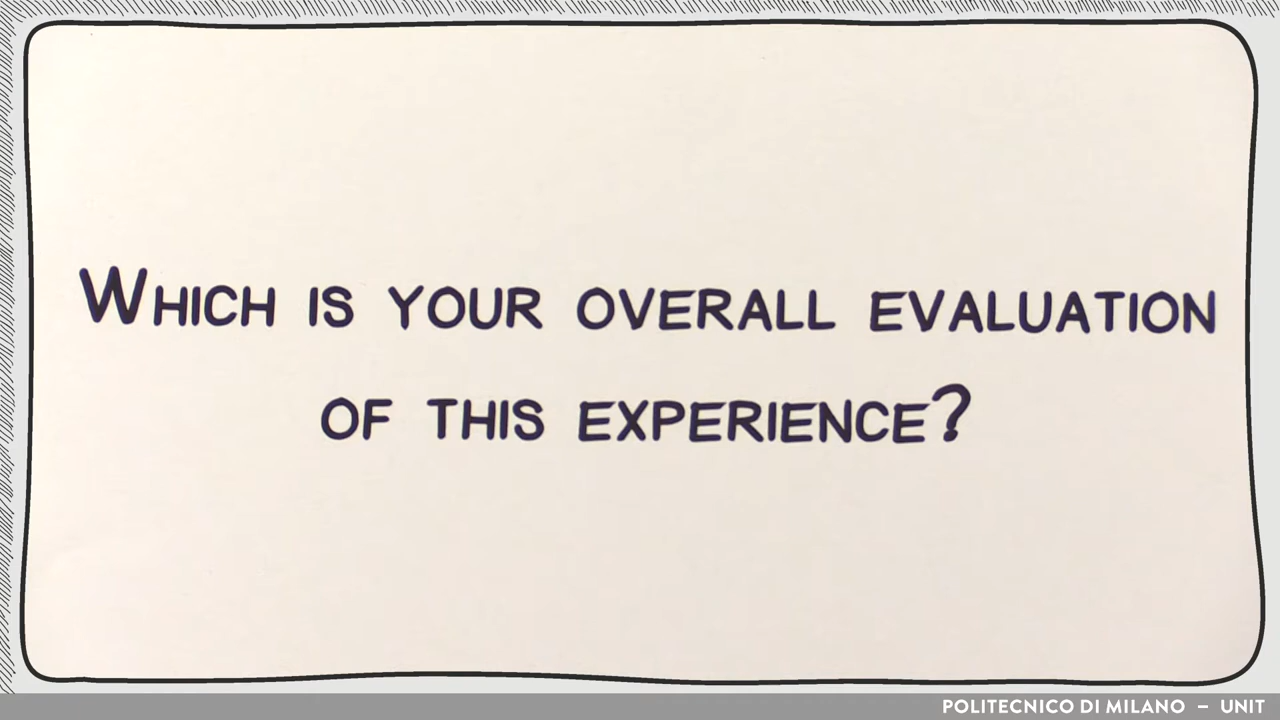 Which is your overall evaluation
of this experience?
POLITECNICO DI MILANO – UNIT